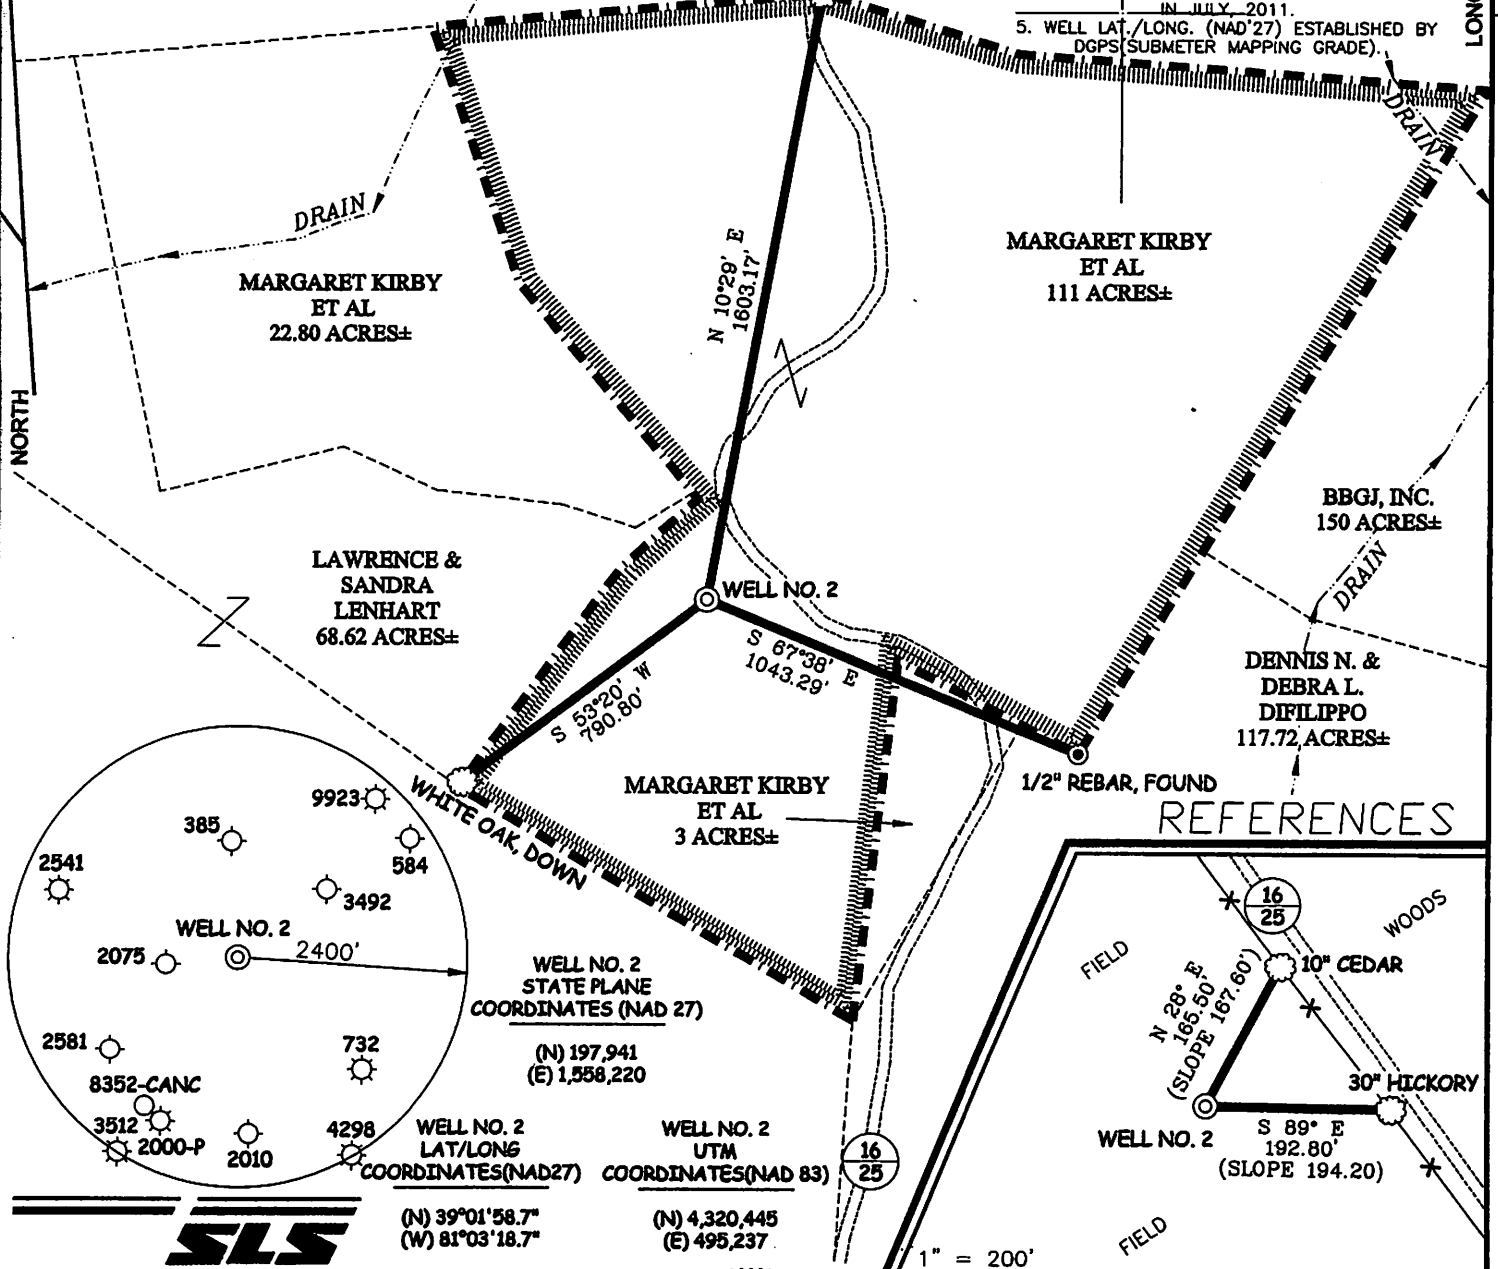 IN JULY, 2011.
5. WELL LAT./LONG. (NAD'27) ESTABLISHED BY
DGPS(SUBMETER MAPPING GRADE).
LONG
DRAIN
DRAIN
MARGARET KIRBY
ET AL
22.80 ACRES±
N 10°29' E
1603.17'
MARGARET KIRBY
ET AL
111 ACRES±
NORTH
BBGJ, INC.
150 ACRES±
DRAIN
LAWRENCE &
SANDRA
LENHART
68.62 ACRES±
WELL NO. 2
S 67°38' E
1043.29'
S 53°20' W
790.80'
DENNIS N. &
DEBRA L.
DIFILIPPO
117.72 ACRES±
WHITE OAK, DOWN
MARGARET KIRBY
ET AL
3 ACRES±
1/2" REBAR, FOUND
REFERENCES
9923
385
584
2541
3492
WELL NO. 2
2400'
2075
2581
732
8352-CANC
3512
2000-P
2010
4298
WELL NO. 2
STATE PLANE
COORDINATES (NAD 27)
(N) 197,941
(E) 1,558,220
WELL NO. 2
LAT/LONG
COORDINATES(NAD27)
(N) 39°01'58.7"
(W) 81°03'18.7"
WELL NO. 2
UTM
COORDINATES(NAD 83)
(N) 4,320,445
(E) 495,237
16
25
SLS
16
25
WOODS
FIELD
10" CEDAR
N 28° E
165.50'
(SLOPE 167.60')
30" HICKORY
WELL NO. 2
S 89° E
192.80'
(SLOPE 194.20)
FIELD
1" = 200'